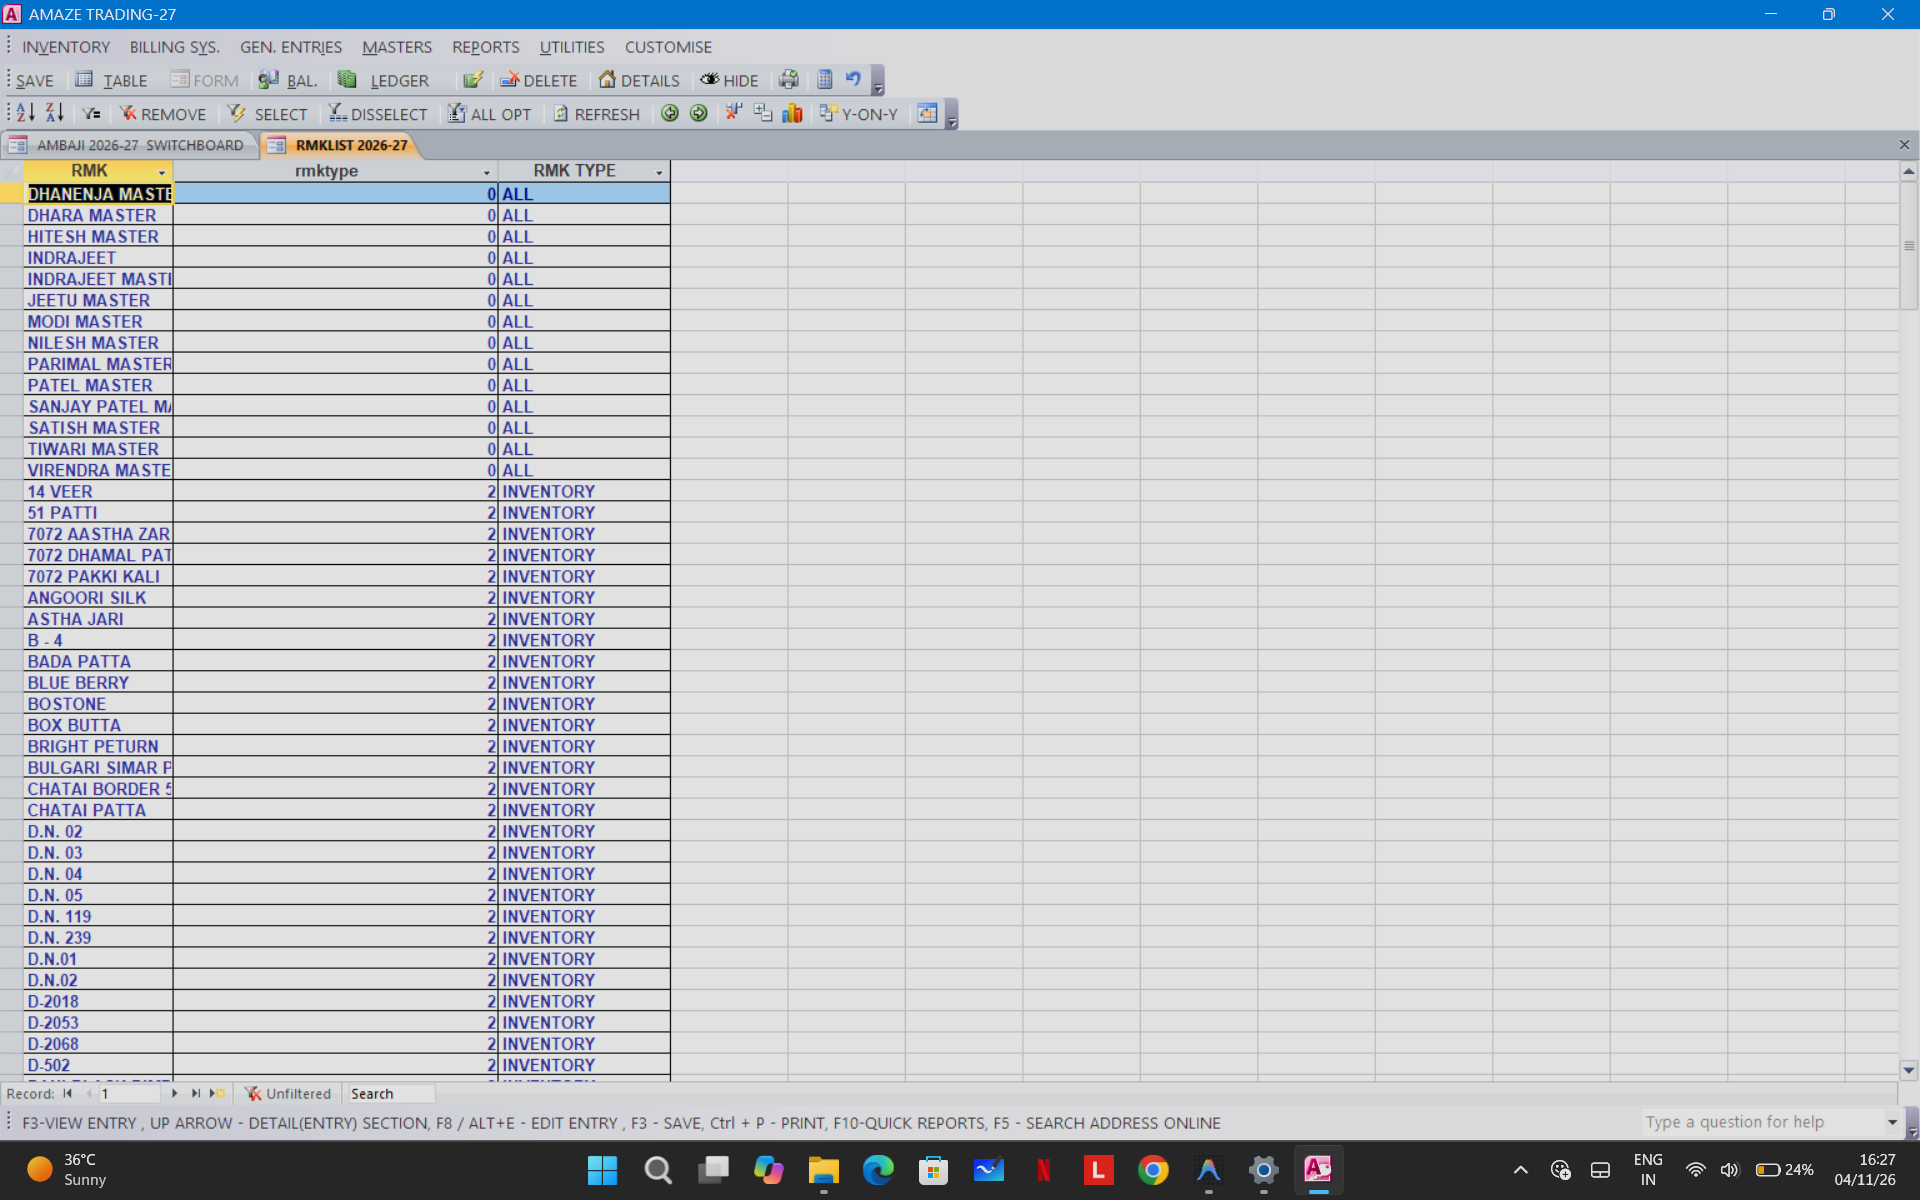 AMAZE TRADING-27
INVENTORY BILLING SYS. GEN. ENTRIES MASTERS REPORTS UTILITIES CUSTOMISE
SAVE TABLE FORM BAL. LEDGER DELETE DETAILS HIDE
REMOVE SELECT DISSELECT ALL OPT REFRESH Y-ON-Y
AMBAJI 2026-27 SWITCHBOARD RMKLIST 2026-27
RMK rmktype RMK TYPE
DHANENJA MASTE 0 ALL
DHARA MASTER 0 ALL
HITESH MASTER 0 ALL
INDRAJEET 0 ALL
INDRAJEET MAST 0 ALL
JEETU MASTER 0 ALL
MODI MASTER 0 ALL
NILESH MASTER 0 ALL
PARIMAL MASTER 0 ALL
PATEL MASTER 0 ALL
SANJAY PATEL MA 0 ALL
SATISH MASTER 0 ALL
TIWARI MASTER 0 ALL
VIRENDRA MASTE 0 ALL
14 VEER 2 INVENTORY
51 PATTI 2 INVENTORY
7072 AASTHA ZAR 2 INVENTORY
7072 DHAMAL PAT 2 INVENTORY
7072 PAKKI KALI 2 INVENTORY
ANGOORI SILK 2 INVENTORY
ASTHA JARI 2 INVENTORY
B - 4 2 INVENTORY
BADA PATTA 2 INVENTORY
BLUE BERRY 2 INVENTORY
BOSTONE 2 INVENTORY
BOX BUTTA 2 INVENTORY
BRIGHT PETURN 2 INVENTORY
BULGARI SIMAR P 2 INVENTORY
CHATAI BORDER 5 2 INVENTORY
CHATAI PATTA 2 INVENTORY
D.N. 02 2 INVENTORY
D.N. 03 2 INVENTORY
D.N. 04 2 INVENTORY
D.N. 05 2 INVENTORY
D.N. 119 2 INVENTORY
D.N. 239 2 INVENTORY
D.N.01 2 INVENTORY
D.N.02 2 INVENTORY
D-2018 2 INVENTORY
D-2053 2 INVENTORY
D-2068 2 INVENTORY
D-502 2 INVENTORY
Record: 1 Unfiltered Search
F3-VIEW ENTRY , UP ARROW - DETAIL(ENTRY) SECTION, F8 / ALT+E - EDIT ENTRY , F3 - SAVE, Ctrl + P - PRINT, F10-QUICK REPORTS, F5 - SEARCH ADDRESS ONLINE Type a question for help
36°C
Sunny
ENG
IN
24%
16:27
04/11/26